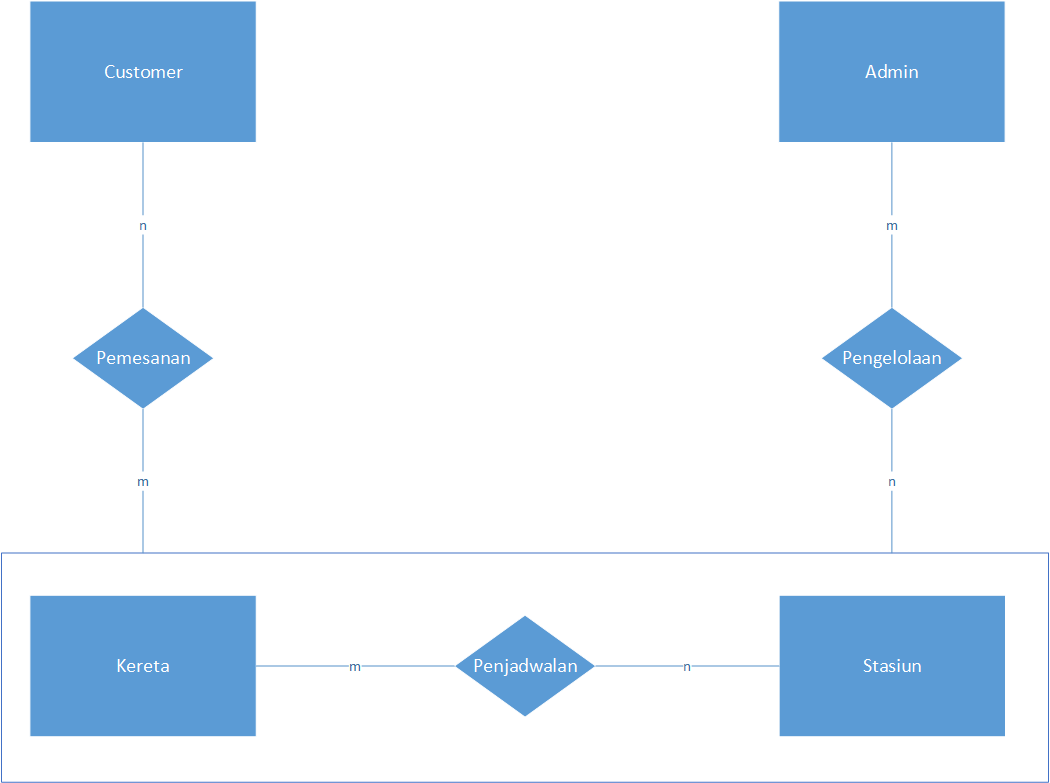 Customer
Admin
n
m
Pemesanan
Pengelolaan
m
n
Kereta
m
Penjadwalan
n
Stasiun